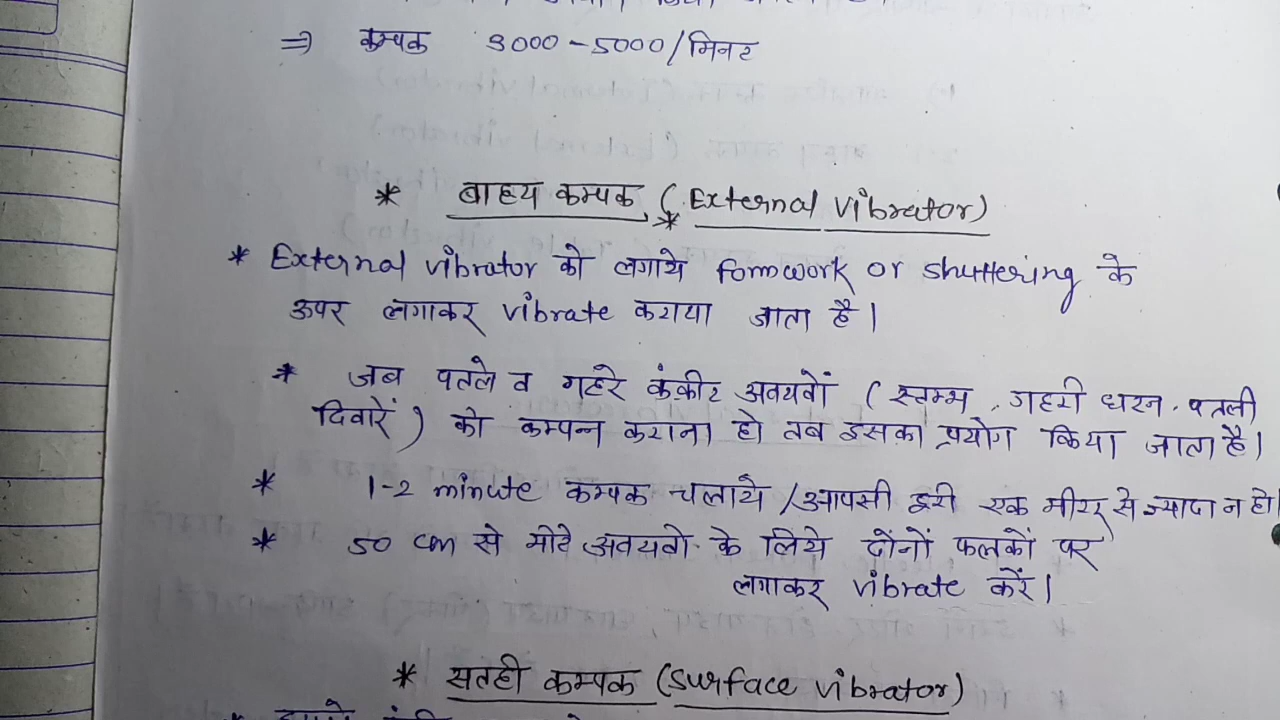 ⇒ कम्पक 3000-5000/मिनट
* बाहय कम्पक ( External vibrator)
* External vibrator को लगाये formwork or shuttering के
ऊपर लगाकर vibrate कराया जाता है।
* जब पतले व गहरे कंक्रीट अवयवों ( स्तम्भ , गहरी धरन , पतली
दिवारें ) को कम्पन्न कराना हो तब इसका प्रयोग किया जाता है।
* 1-2 minute कम्पक चलाये / आपसी दूरी एक मीटर से ज्यादा न हो।
* 50 cm से मोटे अवयवो के लिये दोंनों फलकों पर
लगाकर vibrate करें।
* सतही कम्पक (surface vibrator)